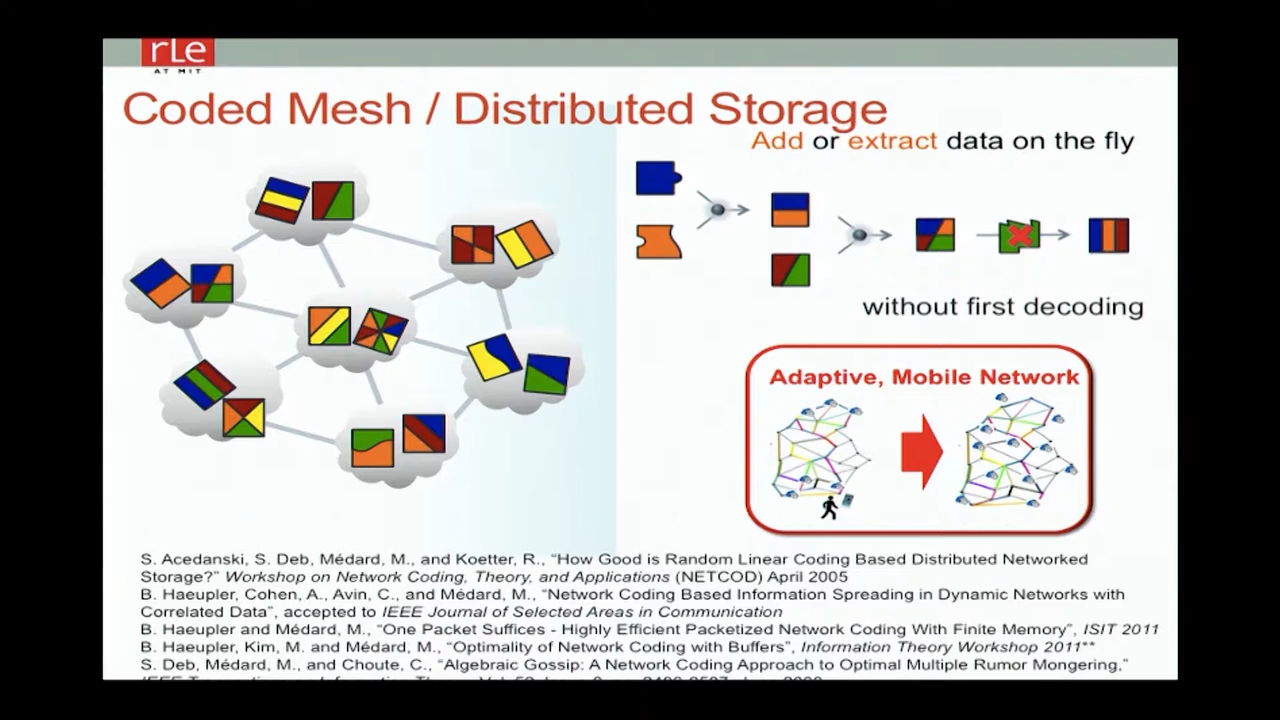 rLe
AT MIT
Coded Mesh / Distributed Storage
Add or extract data on the fly
without first decoding
Adaptive, Mobile Network
S. Acedanski, S. Deb, Médard, M., and Koetter, R., “How Good is Random Linear Coding Based Distributed Networked
Storage?” Workshop on Network Coding, Theory, and Applications (NETCOD) April 2005
B. Haeupler, Cohen, A., Avin, C., and Médard, M., “Network Coding Based Information Spreading in Dynamic Networks with
Correlated Data”, accepted to IEEE Journal of Selected Areas in Communication
B. Haeupler and Médard, M., “One Packet Suffices - Highly Efficient Packetized Network Coding With Finite Memory”, ISIT 2011
B. Haeupler, Kim, M. and Médard, M., “Optimality of Network Coding with Buffers”, Information Theory Workshop 2011**
S. Deb, Médard, M., and Choute, C., “Algebraic Gossip: A Network Coding Approach to Optimal Multiple Rumor Mongering,”